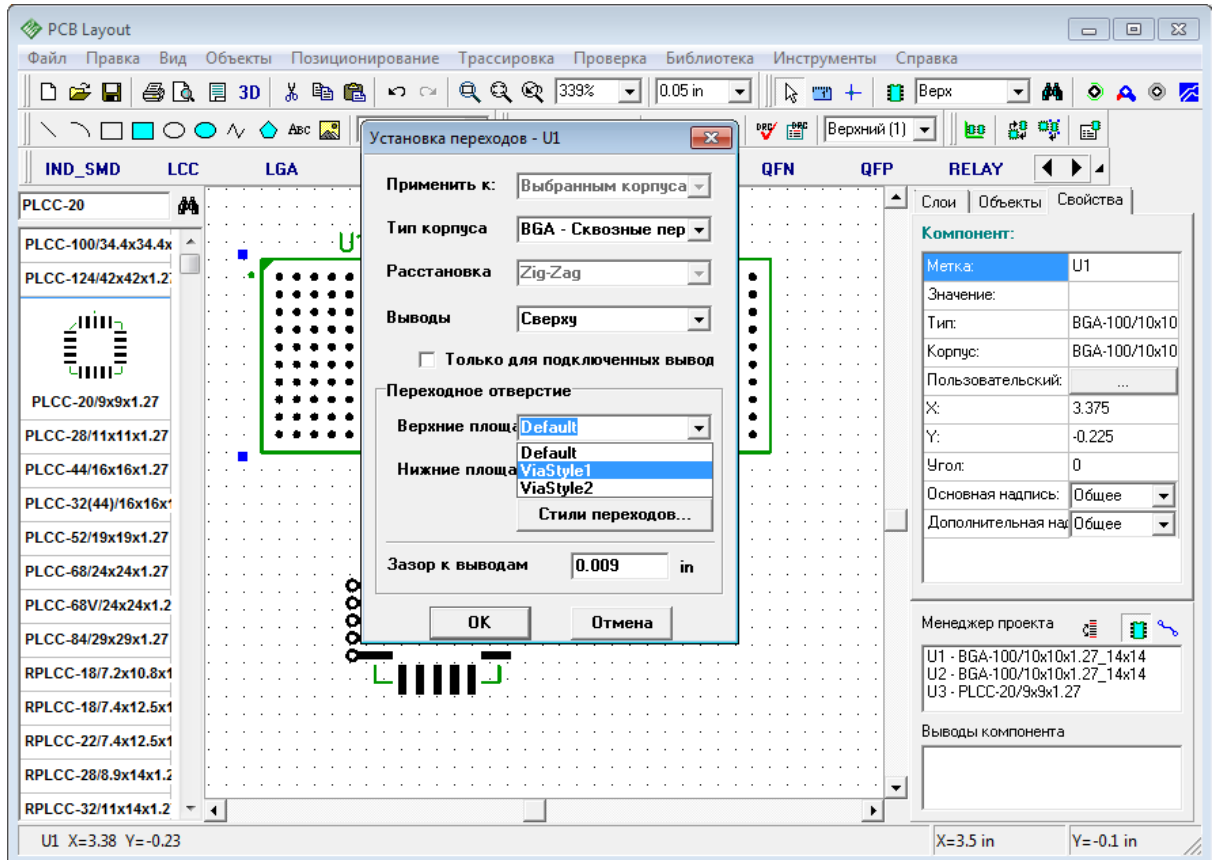 PCB Layout
Файл Правка Вид Объекты Позиционирование Трассировка Проверка Библиотека Инструменты Справка
3D 339% 0.05 in Верх
ABC DRC DRC Верхний (1)
IND_SMD LCC LGA QFN QFP RELAY
PLCC-20
PLCC-100/34.4x34.4x
PLCC-124/42x42x1.2
PLCC-20/9x9x1.27
PLCC-28/11x11x1.27
PLCC-44/16x16x1.27
PLCC-32(44)/16x16x1
PLCC-52/19x19x1.27
PLCC-68/24x24x1.27
PLCC-68V/24x24x1.2
PLCC-84/29x29x1.27
RPLCC-18/7.2x10.8x1
RPLCC-18/7.4x12.5x1
RPLCC-22/7.4x12.5x1
RPLCC-28/8.9x14x1.2
RPLCC-32/11x14x1.2
U1
Установка переходов - U1
Применить к: Выбранным корпуса
Тип корпуса BGA - Сквозные пер
Расстановка Zig-Zag
Выводы Сверху
Только для подключенных вывод
Переходное отверстие
Верхние площа Default
Default
Нижние площа ViaStyle1
ViaStyle2
Стили переходов...
Зазор к выводам 0.009 in
OK Отмена
Слои Объекты Свойства
Компонент:
Метка: U1
Значение:
Тип: BGA-100/10x10
Корпус: BGA-100/10x10
Пользовательский: ...
X: 3.375
Y: -0.225
Угол: 0
Основная надпись: Общее
Дополнительная над Общее
Менеджер проекта
U1 - BGA-100/10x10x1.27_14x14
U2 - BGA-100/10x10x1.27_14x14
U3 - PLCC-20/9x9x1.27
Выводы компонента
U1 X=3.38 Y=-0.23 X=3.5 in Y=-0.1 in